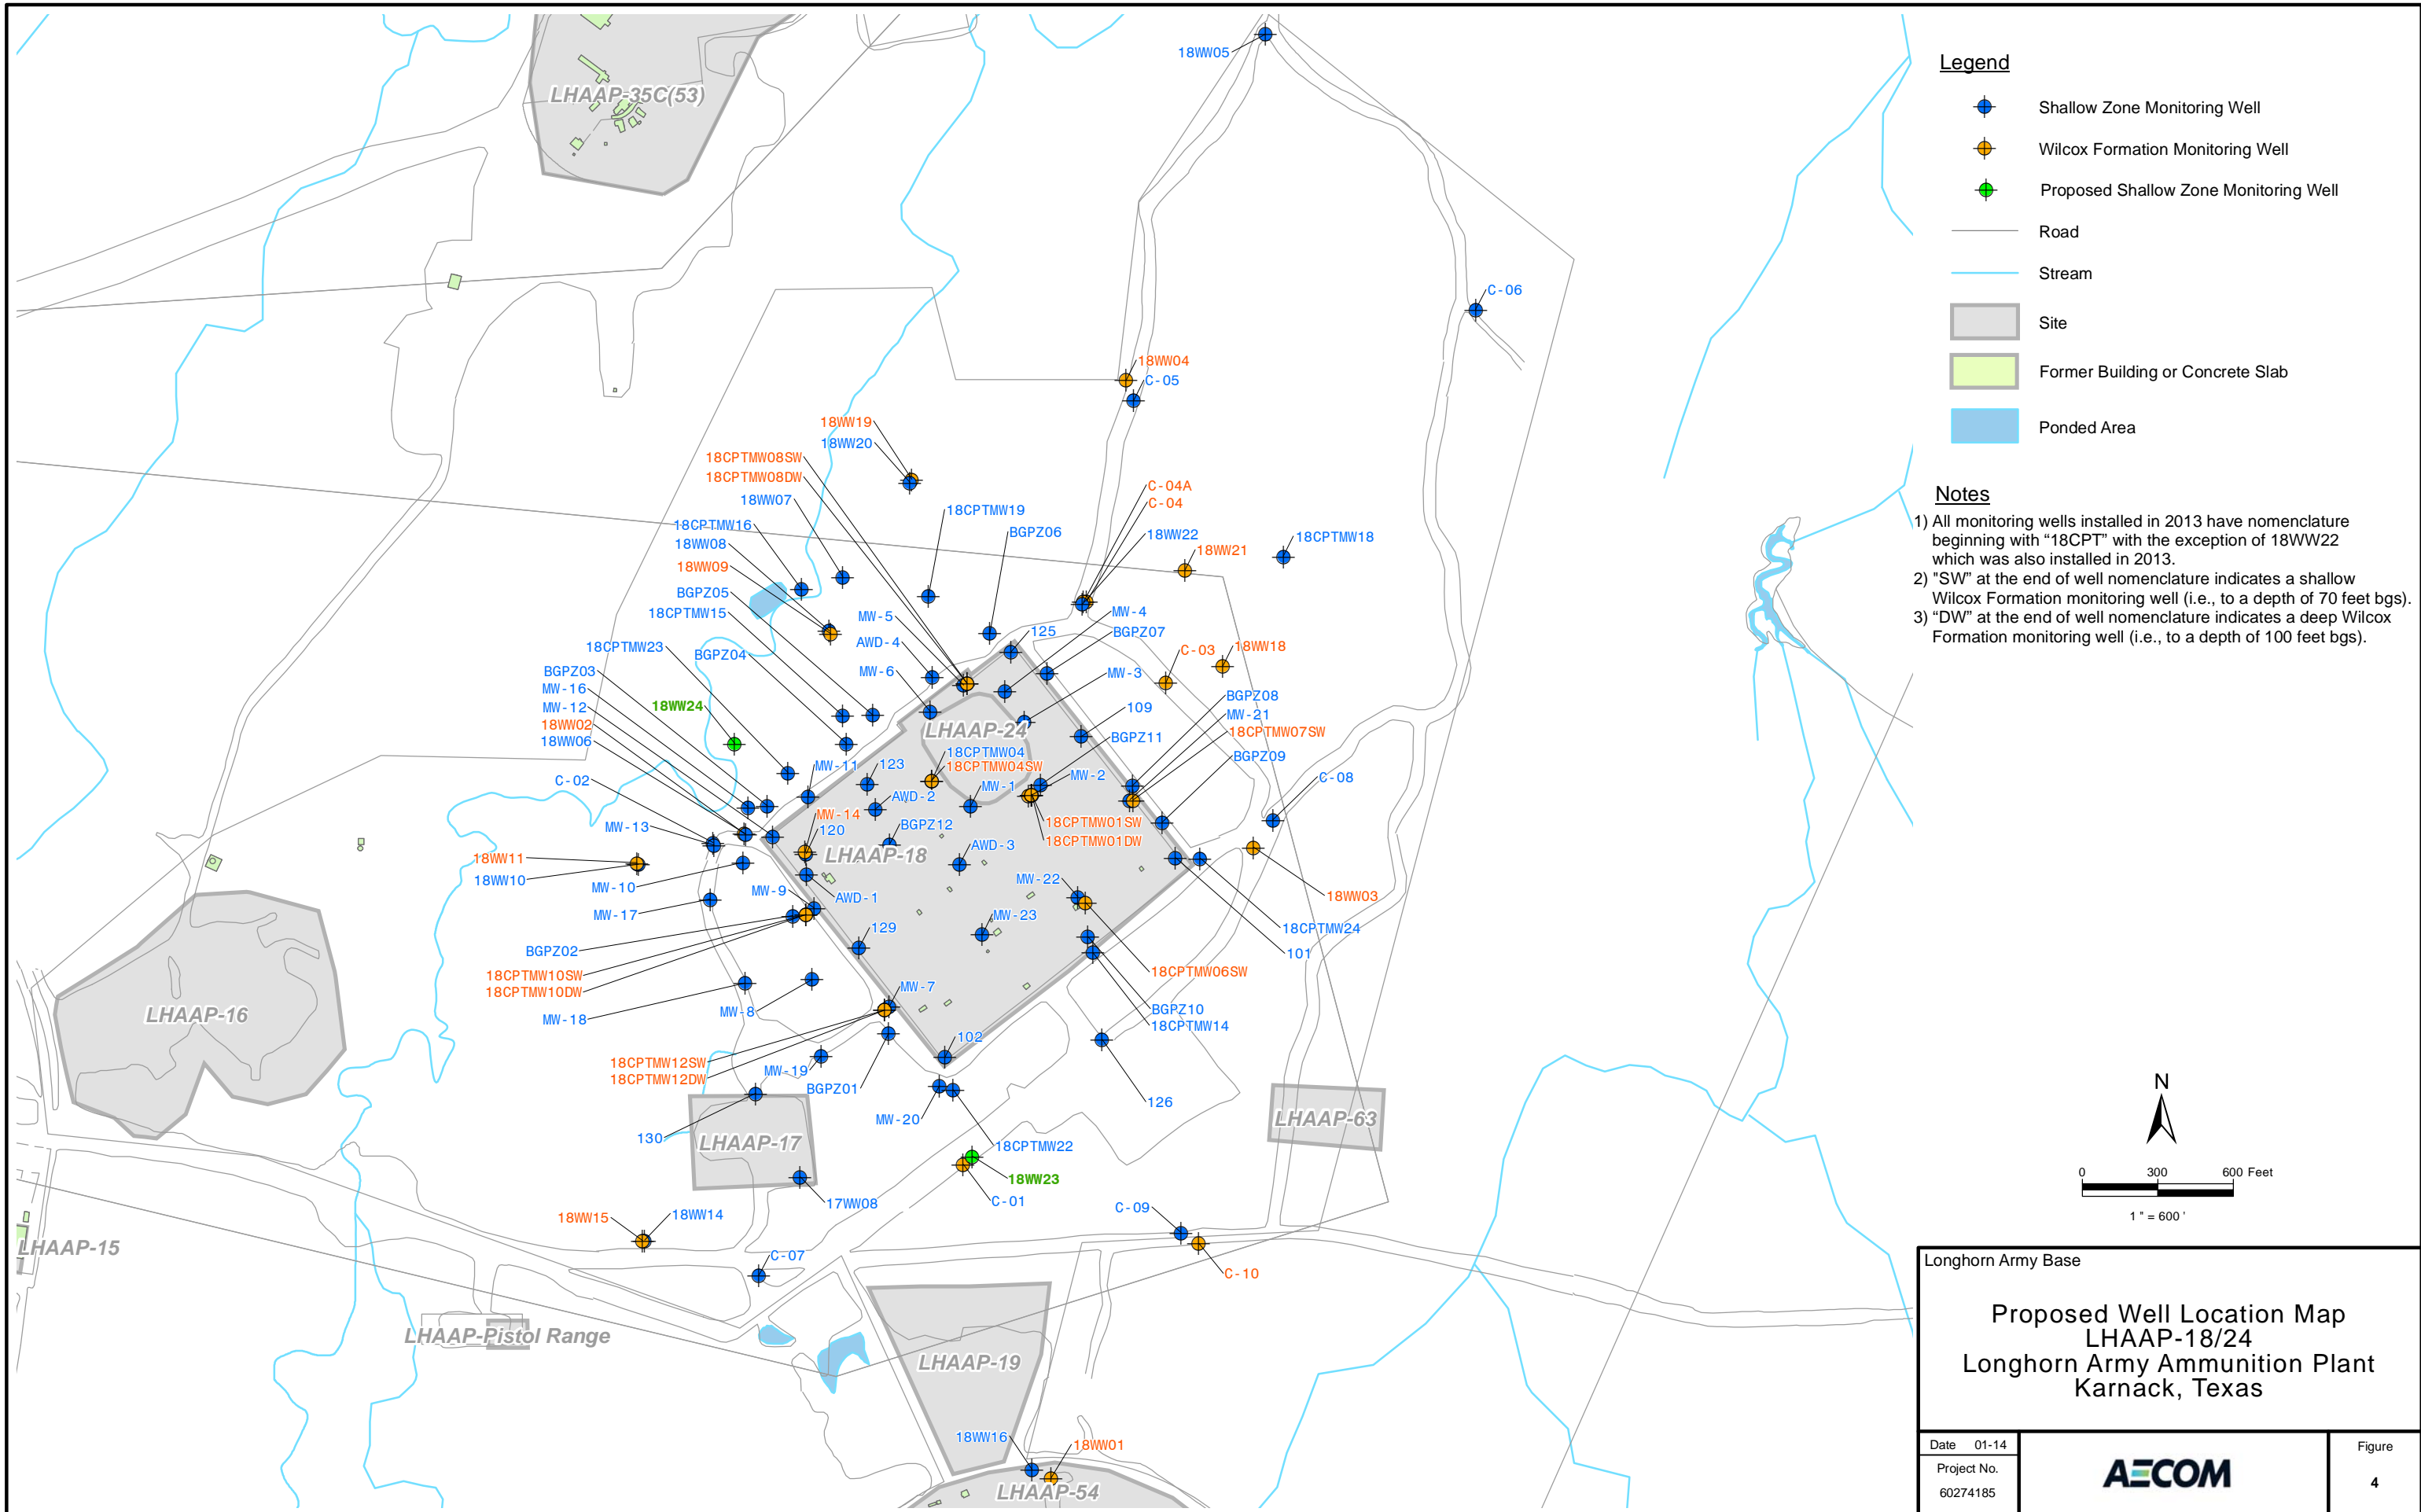 LHAAP-35C(53)
18WW05
C-06
18WW04
C-05
18WW19
18WW20
18CPTMW08SW
18CPTMW08DW
18WW07
18CPTMW16
18WW08
18WW09
BGPZ05
18CPTMW15
18CPTMW19
BGPZ06
C-04A
C-04
18WW22
18WW21
18CPTMW18
MW-5
AWD-4
MW-6
125
MW-4
BGPZ07
MW-3
C-03
18WW18
18CPTMW23
BGPZ04
BGPZ03
MW-16
MW-12
18WW02
18WW06
18WW24
C-02
MW-13
18WW11
18WW10
MW-10
MW-17
LHAAP-24
109
BGPZ11
BGPZ08
MW-21
18CPTMW07SW
BGPZ09
C-08
MW-11
123
18CPTMW04
18CPTMW04SW
MW-2
AWD-2
MW-1
MW-14
120
BGPZ12
18CPTMW01SW
18CPTMW01DW
LHAAP-18
AWD-3
MW-9
AWD-1
MW-22
18WW03
MW-23
129
18CPTMW24
101
BGPZ02
18CPTMW10SW
18CPTMW10DW
18CPTMW06SW
MW-18
MW-8
MW-7
BGPZ10
18CPTMW14
LHAAP-16
102
18CPTMW12SW
18CPTMW12DW
MW-19
BGPZ01
126
MW-20
130
LHAAP-17
18CPTMW22
LHAAP-63
18WW23
C-01
17WW08
18WW15
18WW14
C-09
C-07
C-10
LHAAP-15
LHAAP-Pistol Range
LHAAP-19
18WW16
18WW01
LHAAP-54
Legend
Shallow Zone Monitoring Well
Wilcox Formation Monitoring Well
Proposed Shallow Zone Monitoring Well
Road
Stream
Site
Former Building or Concrete Slab
Ponded Area
Notes
1) All monitoring wells installed in 2013 have nomenclature
beginning with “18CPT” with the exception of 18WW22
which was also installed in 2013.
2) "SW” at the end of well nomenclature indicates a shallow
Wilcox Formation monitoring well (i.e., to a depth of 70 feet bgs).
3) “DW” at the end of well nomenclature indicates a deep Wilcox
Formation monitoring well (i.e., to a depth of 100 feet bgs).
N
0 300 600 Feet
1 " = 600 '
Longhorn Army Base
Proposed Well Location Map
LHAAP-18/24
Longhorn Army Ammunition Plant
Karnack, Texas
Date 01-14
Project No.
60274185
AECOM
Figure
4